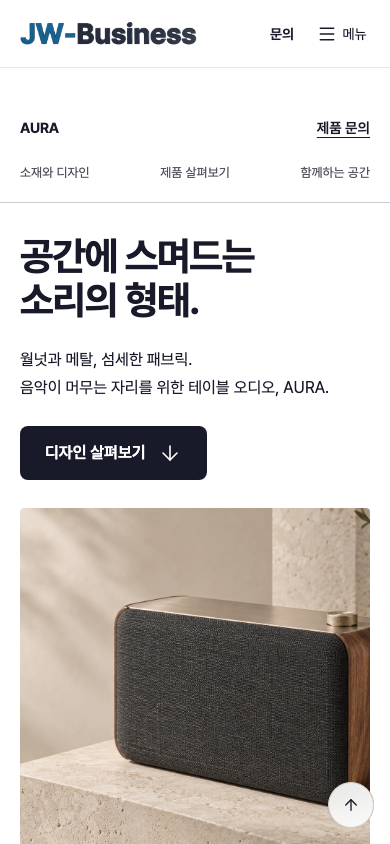 JW-Business
문의
메뉴
AURA
제품 문의
소재와 디자인
제품 살펴보기
함께하는 공간
공간에 스며드는
소리의 형태.
월넛과 메탈, 섬세한 패브릭.
음악이 머무는 자리를 위한 테이블 오디오, AURA.
디자인 살펴보기